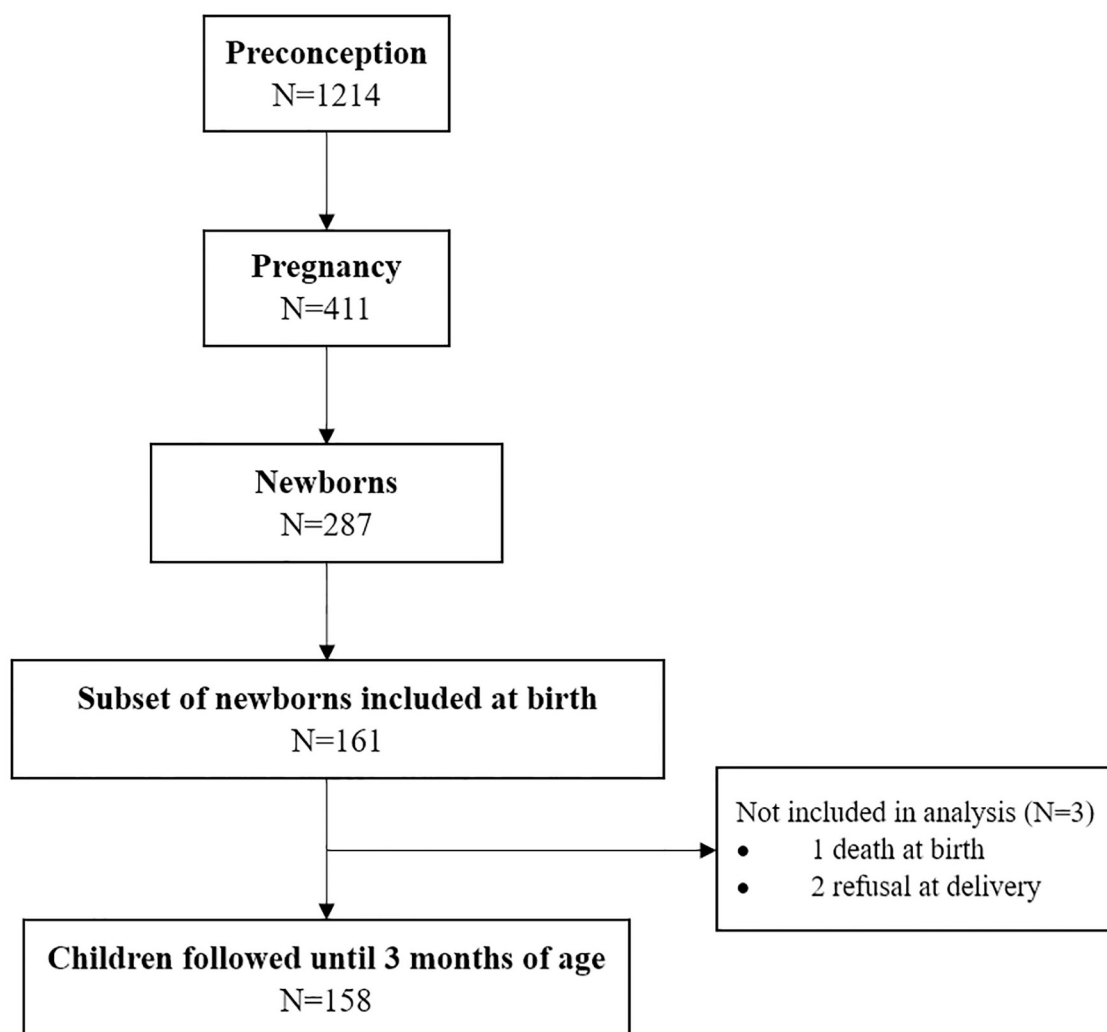 Preconception
N=1214
Pregnancy
N=411
Newborns
N=287
Subset of newborns included at birth
N=161
Not included in analysis (N=3)
• 1 death at birth
• 2 refusal at delivery
Children followed until 3 months of age
N=158